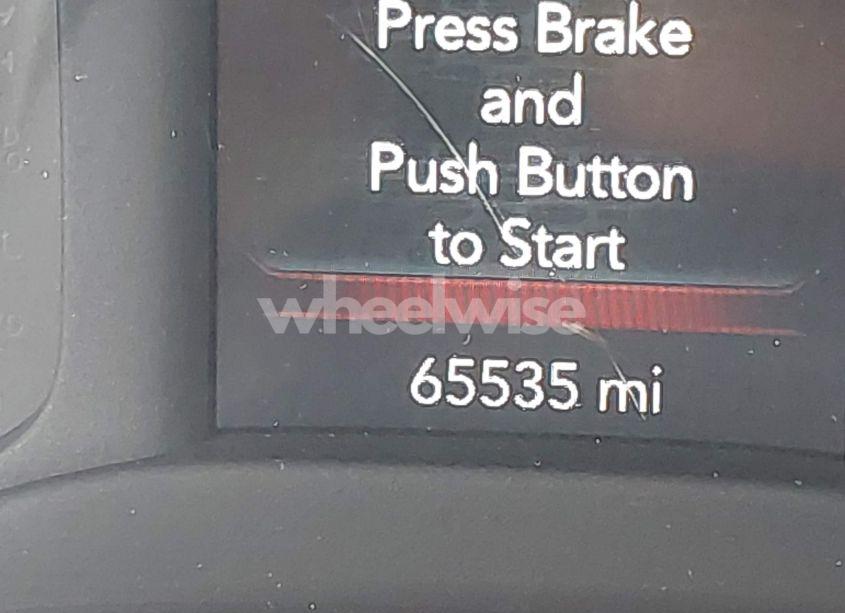 Press Brake
and
Push Button
to Start
wheelwise
65535 mi